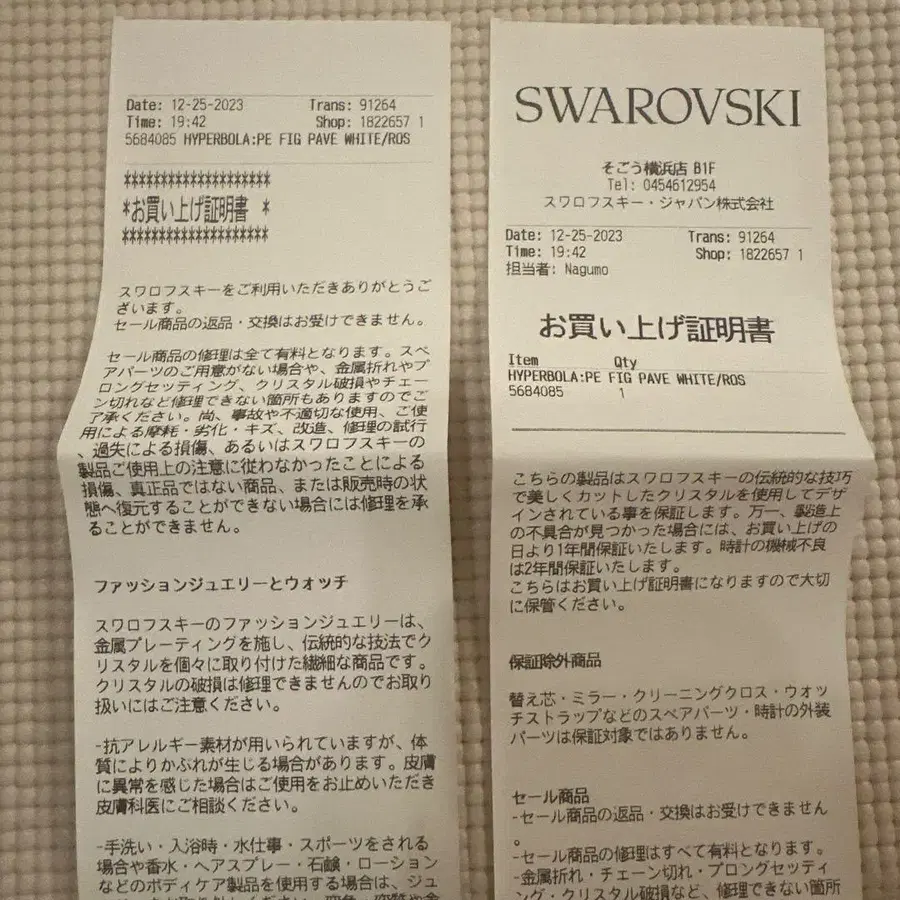 Date: 12-25-2023 Trans: 91264
Time: 19:42 Shop: 1822657 1
5684085 HYPERBOLA:PE FIG PAVE WHITE/ROS
********************
*お買い上げ証明書 *
********************
スワロフスキーをご利用いただきありがとうご
ざいます。
セール商品の返品・交換はお受けできません。
セール商品の修理は全て有料となります。スペ
アパーツのご用意がない場合や、金属折れやプ
ロングセッティング、クリスタル破損やチェー
ン切れなど修理できない箇所もありますのでご
了承ください。尚、事故や不適切な使用、ご使
用による摩耗・劣化・キズ、改造、修理の試行
、過失による損傷、あるいはスワロフスキーの
製品ご使用上の注意に従わなかったことによる
損傷、真正品ではない商品、または販売時の状
態へ復元することができない場合には修理を承
ることができません。
ファッションジュエリーとウォッチ
スワロフスキーのファッションジュエリーは、
金属プレーティングを施し、伝統的な技法でク
リスタルを個々に取り付けた繊細な商品です。
クリスタルの破損は修理できませんのでお取り
扱いにはご注意ください。
-抗アレルギー素材が用いられていますが、体
質によりかぶれが生じる場合があります。皮膚
に異常を感じた場合はご使用をお止めいただき
皮膚科医にご相談ください。
-手洗い・入浴時・水仕事・スポーツをされる
場合や香水・ヘアスプレー・石鹸・ローション
などのボディケア製品を使用する場合は、ジュ
SWAROVSKI
そごう横浜店 B1F
Tel: 0454612954
スワロフスキー・ジャパン株式会社
Date: 12-25-2023 Trans: 91264
Time: 19:42 Shop: 1822657 1
担当者: Nagumo
お買い上げ証明書
Item Qty
HYPERBOLA:PE FIG PAVE WHITE/ROS
5684085 1
こちらの製品はスワロフスキーの伝統的な技巧
で美しくカットしたクリスタルを使用してデザ
インされている事を保証します。万一、製造上
の不具合が見つかった場合には、お買い上げの
日より1年間保証いたします。時計の機械不良
は2年間保証いたします。
こちらはお買い上げ証明書になりますので大切
に保管ください。
保証除外商品
替え芯・ミラー・クリーニングクロス・ウォッ
チストラップなどのスペアパーツ・時計の外装
パーツは保証対象ではありません。
セール商品
-セール商品の返品・交換はお受けできません
。
-セール商品の修理はすべて有料となります。
-金属折れ・チェーン切れ・プロングセッティ
ング・クリスタル破損など、修理できない箇所